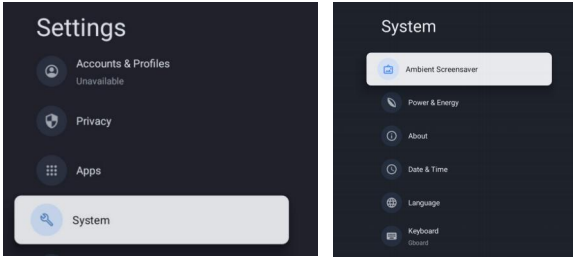 Settings
Accounts & Profiles
Unavailable
Privacy
Apps
System
System
Ambient Screensaver
Power & Energy
About
Date & Time
Language
Keyboard
Gboard